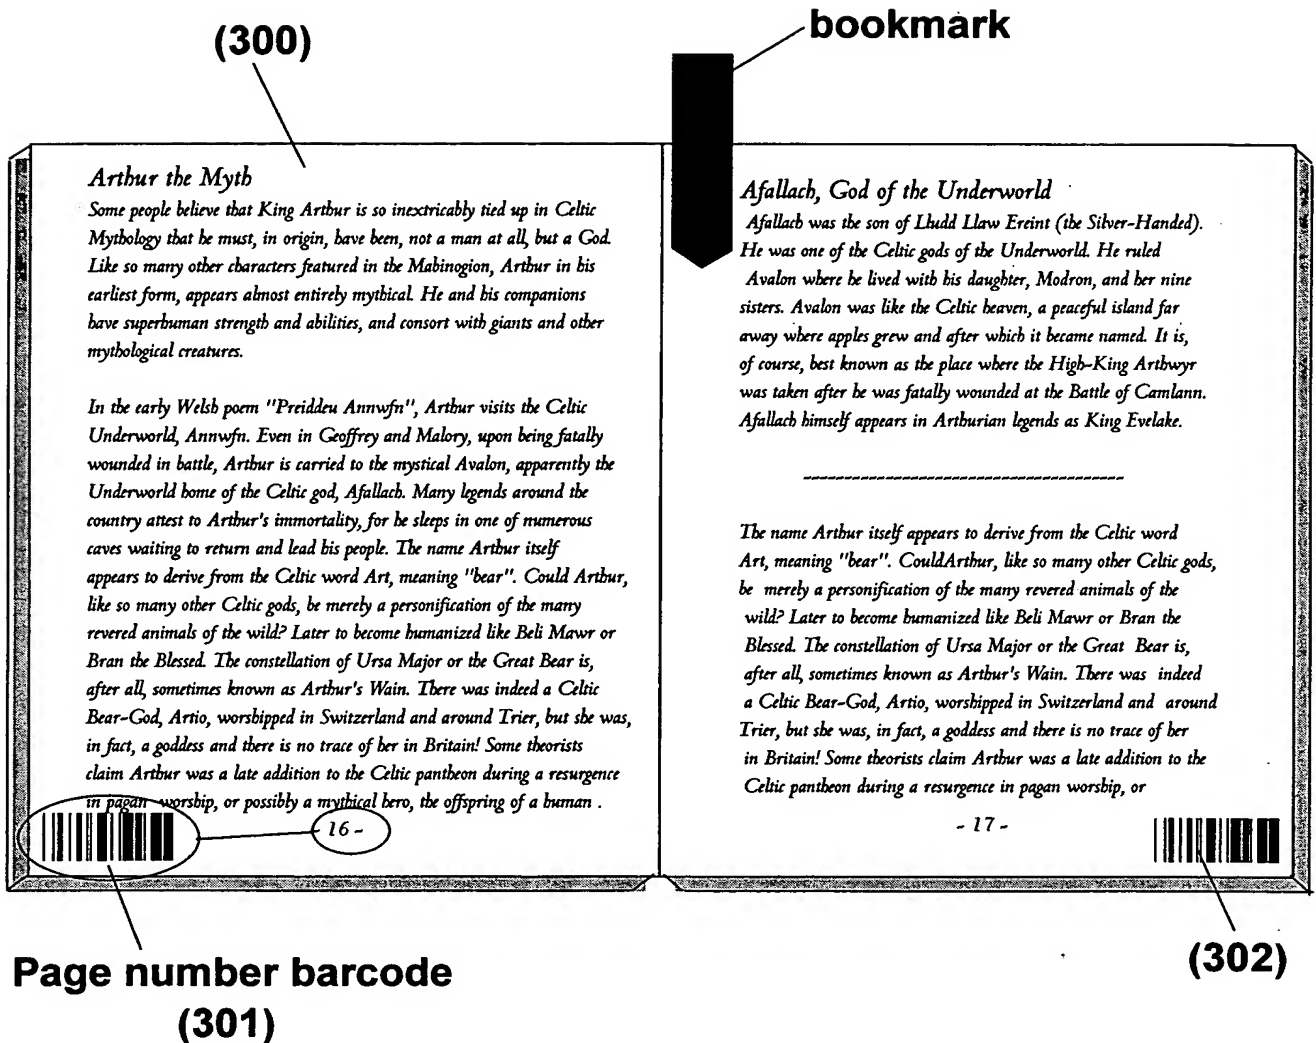 (300)
bookmark
Arthur the Myth
Some people believe that King Arthur is so inextricably tied up in Celtic
Mythology that he must, in origin, have been, not a man at all, but a God.
Like so many other characters featured in the Mabinogion, Arthur in his
earliest form, appears almost entirely mythical. He and his companions
have superhuman strength and abilities, and consort with giants and other
mythological creatures.
In the early Welsh poem "Preiddeu Annwfn", Arthur visits the Celtic
Underworld, Annwfn. Even in Geoffrey and Malory, upon being fatally
wounded in battle, Arthur is carried to the mystical Avalon, apparently the
Underworld home of the Celtic god, Afallach. Many legends around the
country attest to Arthur's immortality, for he sleeps in one of numerous
caves waiting to return and lead his people. The name Arthur itself
appears to derive from the Celtic word Art, meaning "bear". Could Arthur,
like so many other Celtic gods, be merely a personification of the many
revered animals of the wild? Later to become humanized like Beli Mawr or
Bran the Blessed. The constellation of Ursa Major or the Great Bear is,
after all, sometimes known as Arthur's Wain. There was indeed a Celtic
Bear-God, Artio, worshipped in Switzerland and around Trier, but she was,
in fact, a goddess and there is no trace of her in Britain! Some theorists
claim Arthur was a late addition to the Celtic pantheon during a resurgence
in pagan worship, or possibly a mythical hero, the offspring of a human .
16 -
Afallach, God of the Underworld
Afallach was the son of Lludd Llaw Ereint (the Silver-Handed).
He was one of the Celtic gods of the Underworld. He ruled
Avalon where he lived with his daughter, Modron, and her nine
sisters. Avalon was like the Celtic heaven, a peaceful island far
away where apples grew and after which it became named. It is,
of course, best known as the place where the High-King Arthwyr
was taken after he was fatally wounded at the Battle of Camlann.
Afallach himself appears in Arthurian legends as King Evelake.
The name Arthur itself appears to derive from the Celtic word
Art, meaning "bear". CouldArthur, like so many other Celtic gods,
be merely a personification of the many revered animals of the
wild? Later to become humanized like Beli Mawr or Bran the
Blessed. The constellation of Ursa Major or the Great Bear is,
after all, sometimes known as Arthur's Wain. There was indeed
a Celtic Bear-God, Artio, worshipped in Switzerland and around
Trier, but she was, in fact, a goddess and there is no trace of her
in Britain! Some theorists claim Arthur was a late addition to the
Celtic pantheon during a resurgence in pagan worship, or
- 17 -
Page number barcode
(301)
(302)